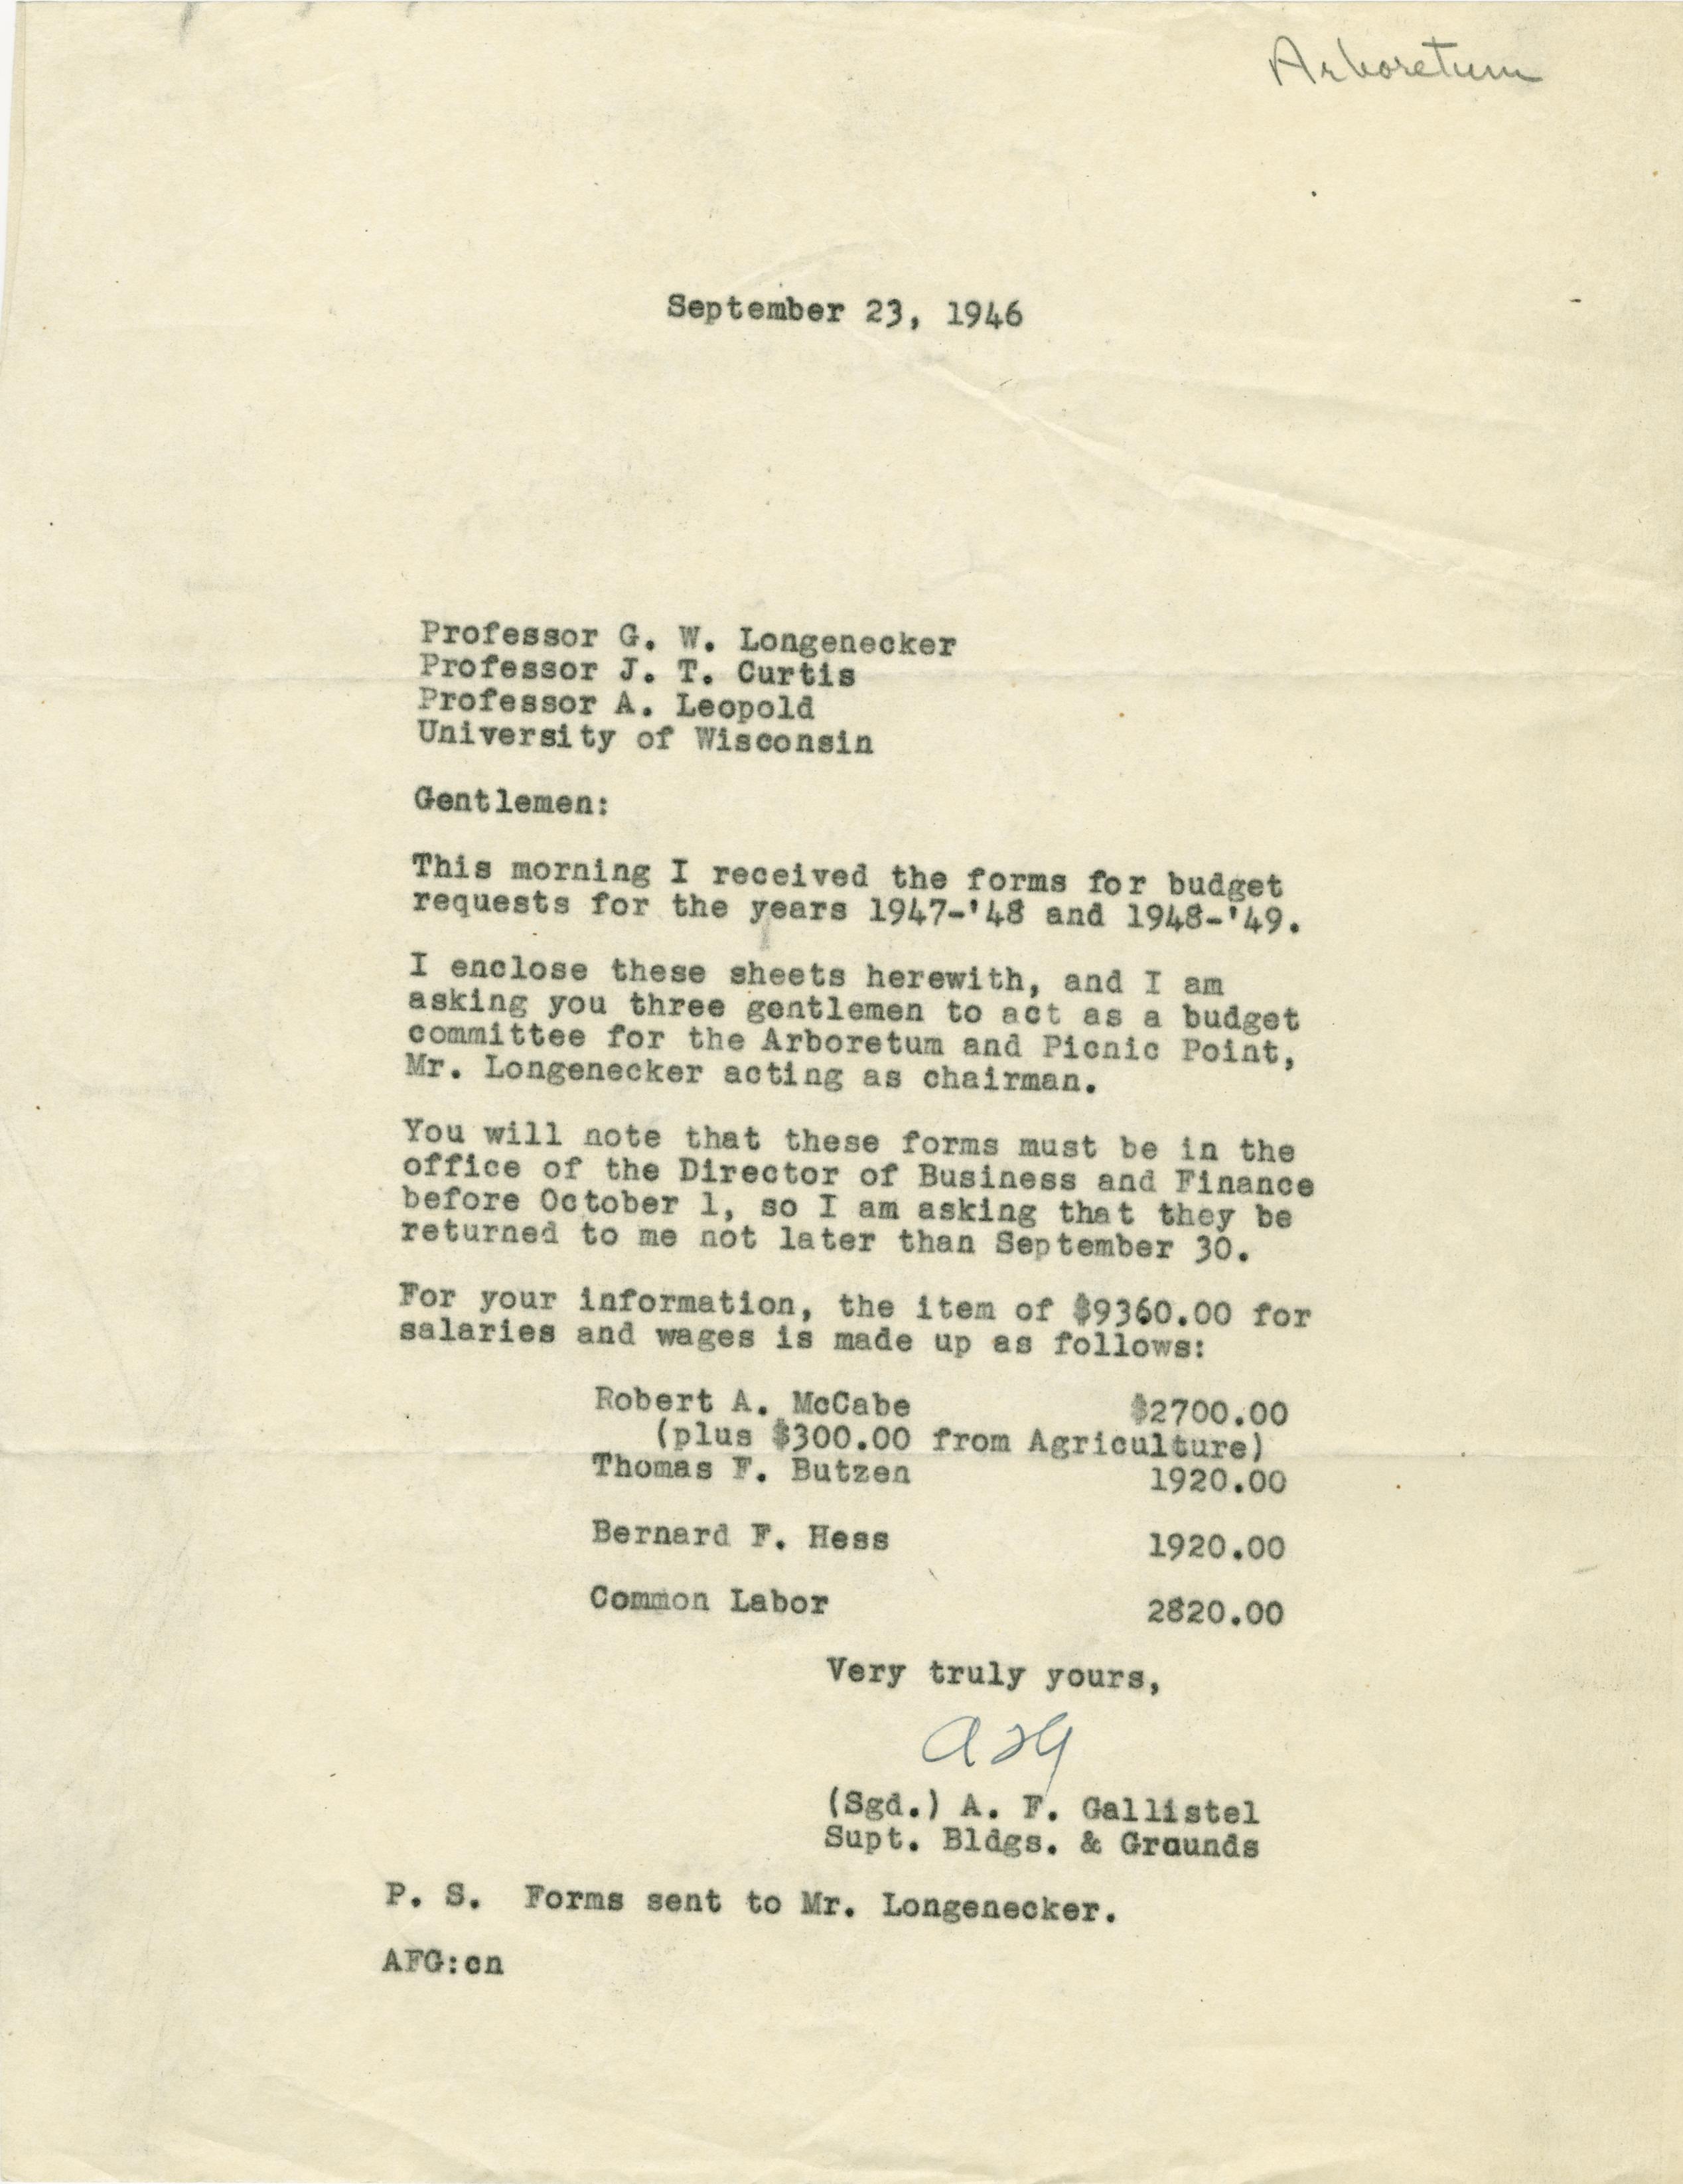 Arboretum
September 23, 1946
Professor G. W. Longenecker
Professor J. T. Curtis
Professor A. Leopold
University of Wisconsin
Gentlemen:
This morning I received the forms for budget
requests for the years 1947-'48 and 1948-'49.
I enclose these sheets herewith, and I am
asking you three gentlemen to act as a budget
committee for the Arboretum and Picnic Point,
Mr. Longenecker acting as chairman.
You will note that these forms must be in the
office of the Director of Business and Finance
before October 1, so I am asking that they be
returned to me not later than September 30.
For your information, the item of $9360.00 for
salaries and wages is made up as follows:
Robert A. McCabe $2700.00
(plus $300.00 from Agriculture)
Thomas F. Butzen 1920.00
Bernard F. Hess 1920.00
Common Labor 2820.00
Very truly yours,
afg
(Sgd.) A. F. Gallistel
Supt. Bldgs. & Grounds
P. S. Forms sent to Mr. Longenecker.
AFG:cn